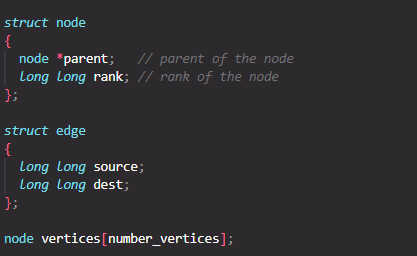 struct node
{
node *parent; // parent of the node
long long rank; // rank of the node
};
struct edge
{
long long source;
long long dest;
};
node vertices[number_vertices];